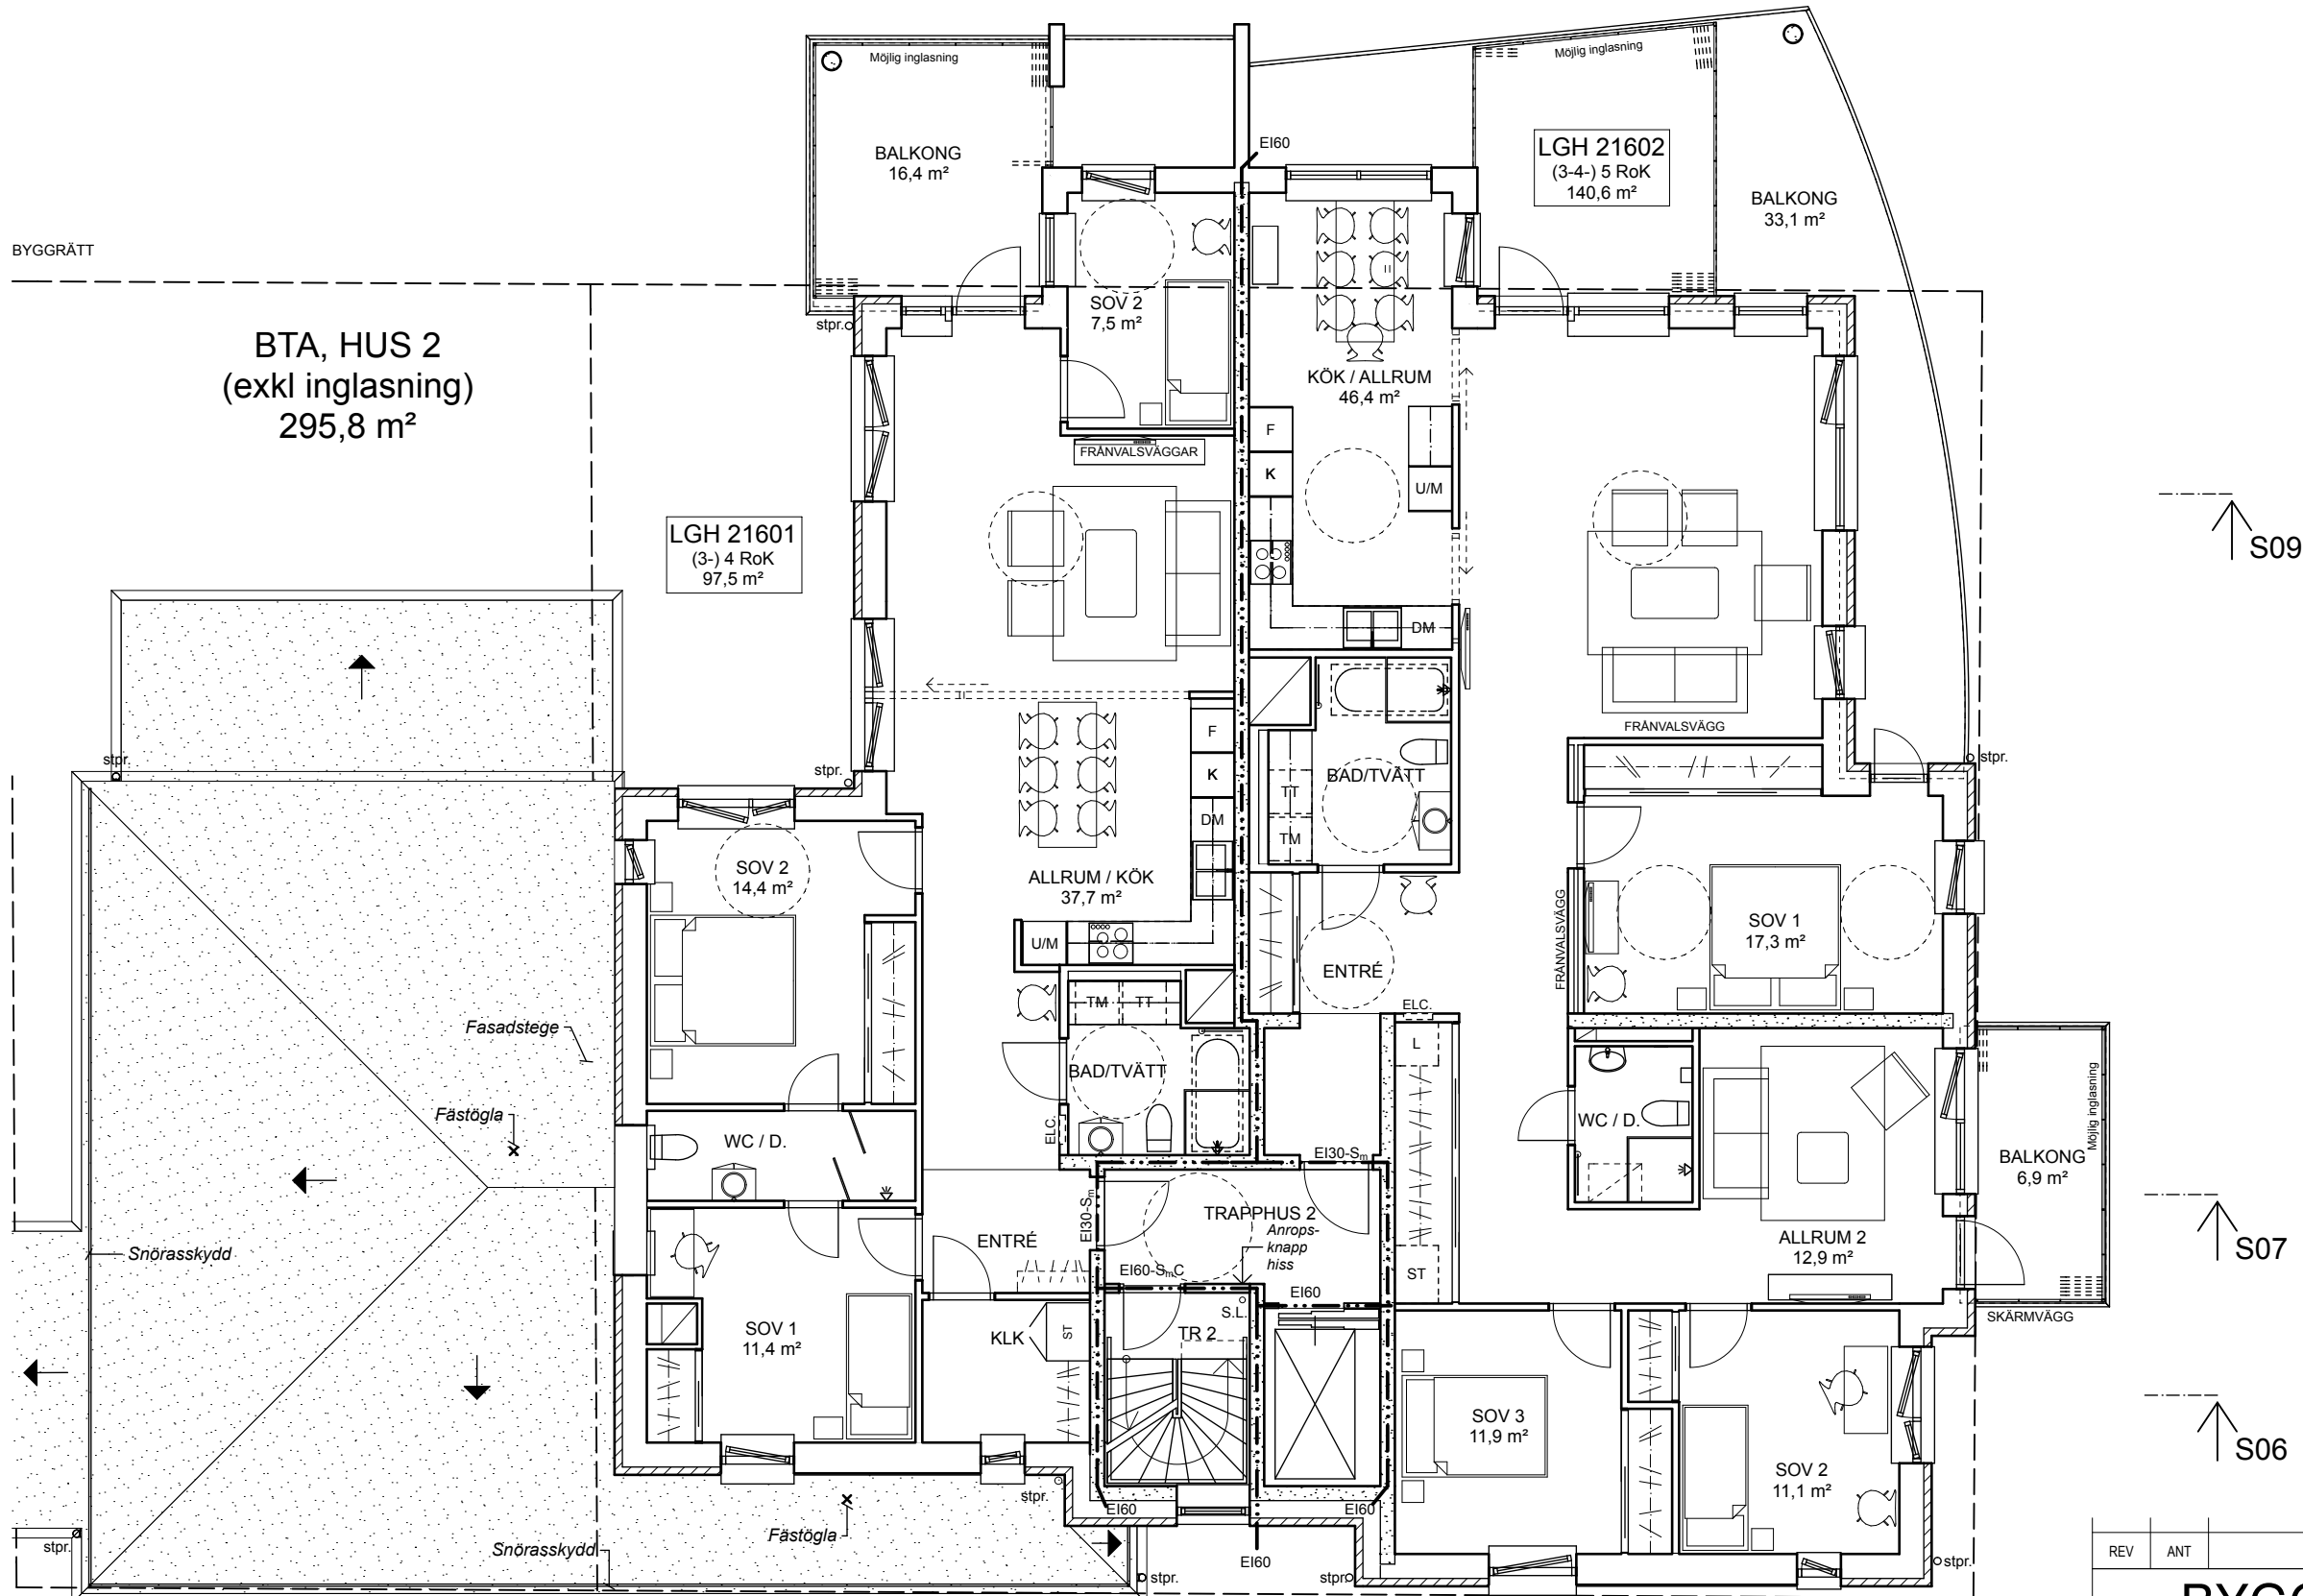 Möjlig inglasning
Möjlig inglasning
BALKONG
16,4 m²
EI60
LGH 21602
(3-4-) 5 RoK
140,6 m²
BALKONG
33,1 m²
BYGGRÄTT
BTA, HUS 2
(exkl inglasning)
295,8 m²
stpr.
SOV 2
7,5 m²
KÖK / ALLRUM
46,4 m²
F
K
U/M
FRÅNVALSVÄGGAR
LGH 21601
(3-) 4 RoK
97,5 m²
S09
DM
FRÅNVALSVÄGG
F
K
DM
stpr.
stpr.
stpr.
BAD/TVÄTT
TT
TM
SOV 2
14,4 m²
ALLRUM / KÖK
37,7 m²
U/M
SOV 1
17,3 m²
FRÅNVALSVÄGG
ENTRÉ
ELC.
TM
TT
Fasadstege
L
BAD/TVÄTT
Fästögla
ELC.
WC / D.
WC / D.
Möjlig inglasning
BALKONG
6,9 m²
EI30-Sm
EI30-Sm
TRAPPHUS 2
Anrops-
knapp
hiss
ENTRÉ
Snörasskydd
ALLRUM 2
12,9 m²
S07
EI60-SmC
ST
EI60
S.L.
SKÄRMVÄGG
SOV 1
11,4 m²
KLK
ST
TR 2
SOV 3
11,9 m²
S06
SOV 2
11,1 m²
stpr.
EI60
EI60
Fästögla
Snörasskydd
stpr.
EI60
stpr.
stpr.
stpr.
REV
ANT